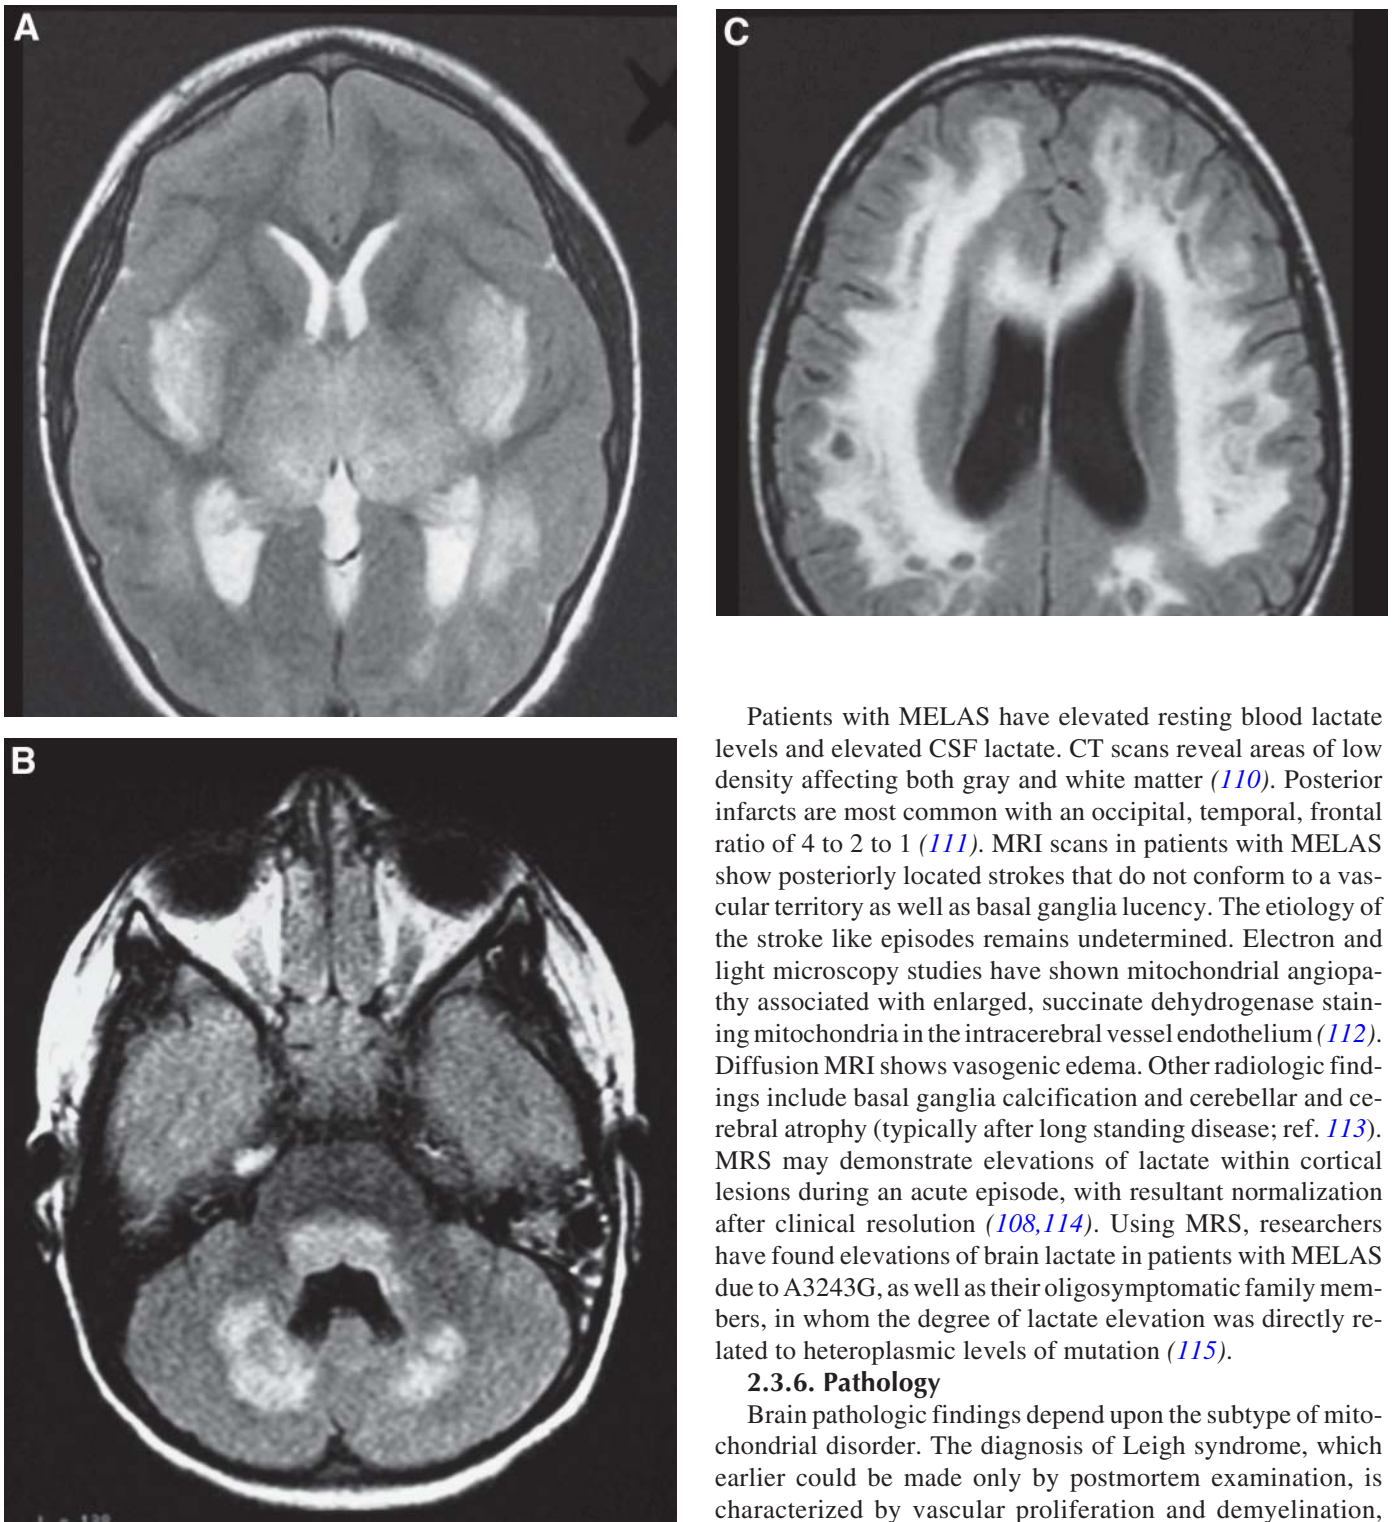 A
B
C
Patients with MELAS have elevated resting blood lactate
levels and elevated CSF lactate. CT scans reveal areas of low
density affecting both gray and white matter (110). Posterior
infarcts are most common with an occipital, temporal, frontal
ratio of 4 to 2 to 1 (111). MRI scans in patients with MELAS
show posteriorly located strokes that do not conform to a vas-
cular territory as well as basal ganglia lucency. The etiology of
the stroke like episodes remains undetermined. Electron and
light microscopy studies have shown mitochondrial angiopa-
thy associated with enlarged, succinate dehydrogenase stain-
ing mitochondria in the intracerebral vessel endothelium (112).
Diffusion MRI shows vasogenic edema. Other radiologic find-
ings include basal ganglia calcification and cerebellar and ce-
rebral atrophy (typically after long standing disease; ref. 113).
MRS may demonstrate elevations of lactate within cortical
lesions during an acute episode, with resultant normalization
after clinical resolution (108,114). Using MRS, researchers
have found elevations of brain lactate in patients with MELAS
due to A3243G, as well as their oligosymptomatic family mem-
bers, in whom the degree of lactate elevation was directly re-
lated to heteroplasmic levels of mutation (115).
2.3.6. Pathology
Brain pathologic findings depend upon the subtype of mito-
chondrial disorder. The diagnosis of Leigh syndrome, which
earlier could be made only by postmortem examination, is
characterized by vascular proliferation and demyelination,